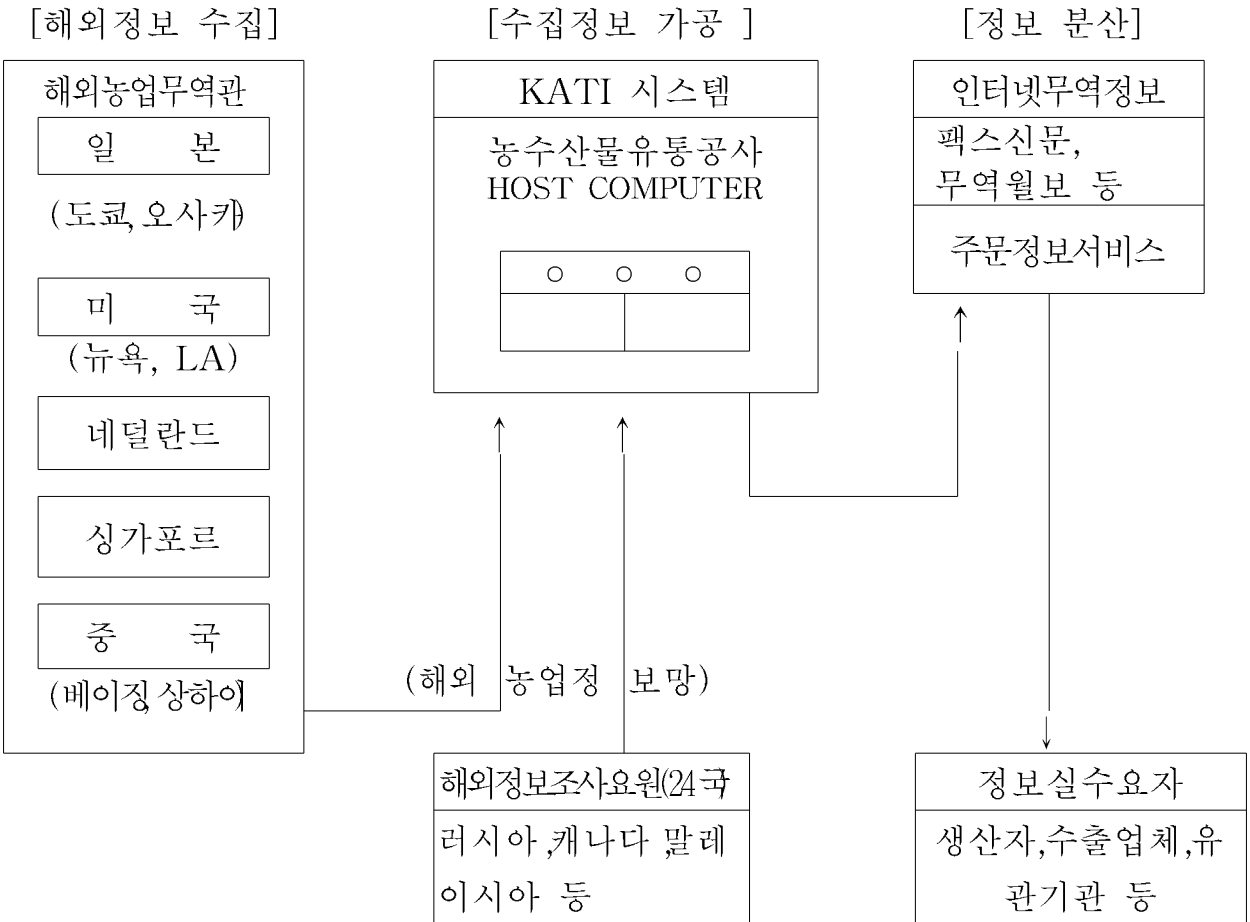 [해외정보 수집]
[수집정보 가공 ]
[정보 분산]
해외농업무역관
일 본
(도쿄,오사카)
미 국
(뉴욕, LA)
네덜란드
싱가포르
중 국
(베이징,상하이)
KATI 시스템
농수산물유통공사
HOST COMPUTER
○ ○ ○
(해외 농업정 보망)
해외정보조사요원(24국)
러시아,캐나다,말레
이시아 등
인터넷무역정보
팩스신문,
무역월보 등
주문정보서비스
정보실수요자
생산자,수출업체,유
관기관 등